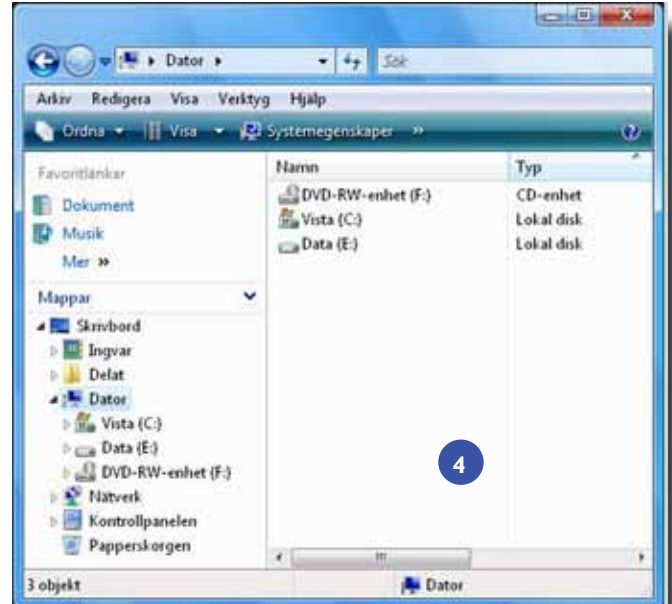 Dator
Sök
Arkiv Redigera Visa Verktyg Hjälp
Ordna Visa Systemegenskaper »
Favoritlänkar
Dokument
Musik
Mer »
Mappar
Skrivbord
Ingvar
Delat
Dator
Vista (C:)
Data (E:)
DVD-RW-enhet (F:)
Nätverk
Kontrollpanelen
Papperskorgen
Namn Typ
DVD-RW-enhet (F:) CD-enhet
Vista (C:) Lokal disk
Data (E:) Lokal disk
4
3 objekt Dator